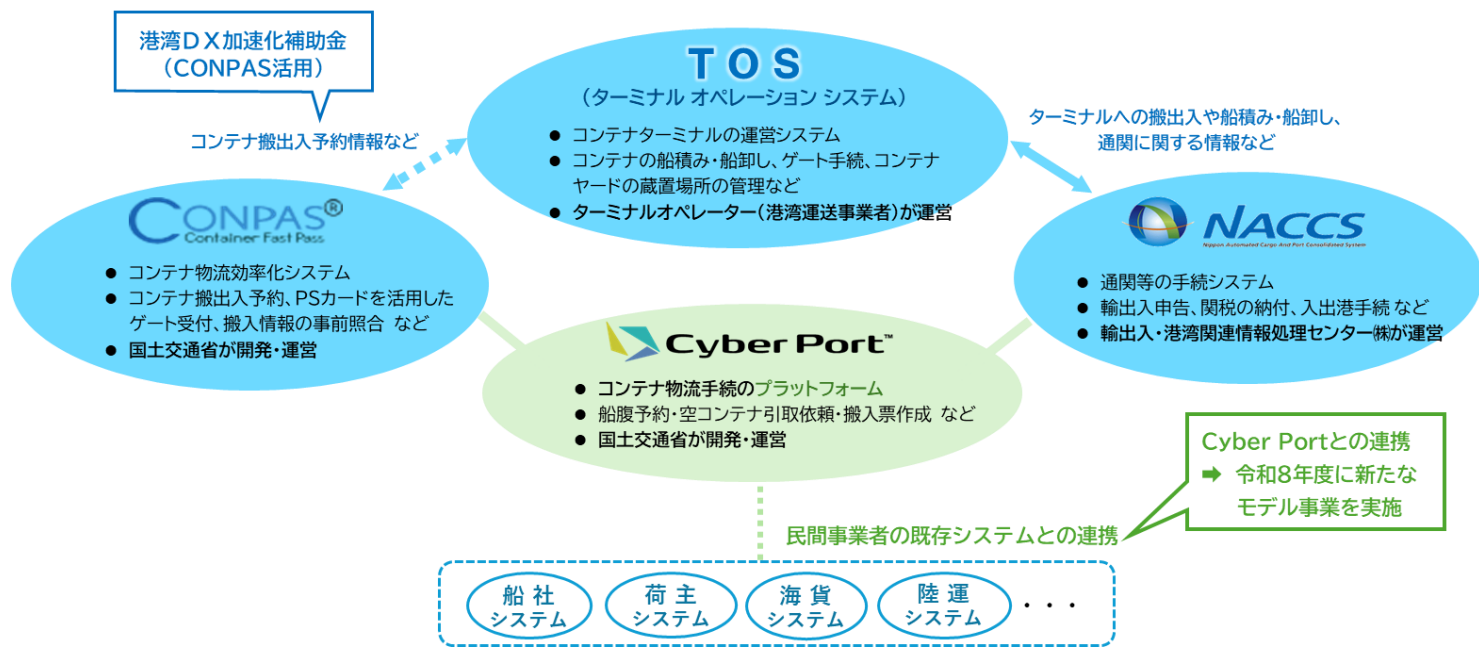 港湾DX加速化補助金
（CONPAS活用）
コンテナ搬出入予約情報など
TOS
（ターミナル オペレーション システム）
● コンテナターミナルの運営システム
● コンテナの船積み・船卸し、ゲート手続、コンテナ
ヤードの蔵置場所の管理など
● ターミナルオペレーター（港湾運送事業者）が運営
ターミナルへの搬出入や船積み・船卸し、
通関に関する情報など
CONPAS®
Container Fast Pass
● コンテナ物流効率化システム
● コンテナ搬出入予約、PSカードを活用した
ゲート受付、搬入情報の事前照合 など
● 国土交通省が開発・運営
NACCS
Nippon Automated Cargo And Port Consolidated System
● 通関等の手続システム
● 輸出入申告、関税の納付、入出港手続 など
● 輸出入・港湾関連情報処理センター㈱が運営
Cyber Port™
● コンテナ物流手続のプラットフォーム
● 船腹予約・空コンテナ引取依頼・搬入票作成 など
● 国土交通省が開発・運営
Cyber Portとの連携
➡ 令和8年度に新たな
モデル事業を実施
民間事業者の既存システムとの連携
船社
システム
荷主
システム
海貨
システム
陸運
システム
・・・